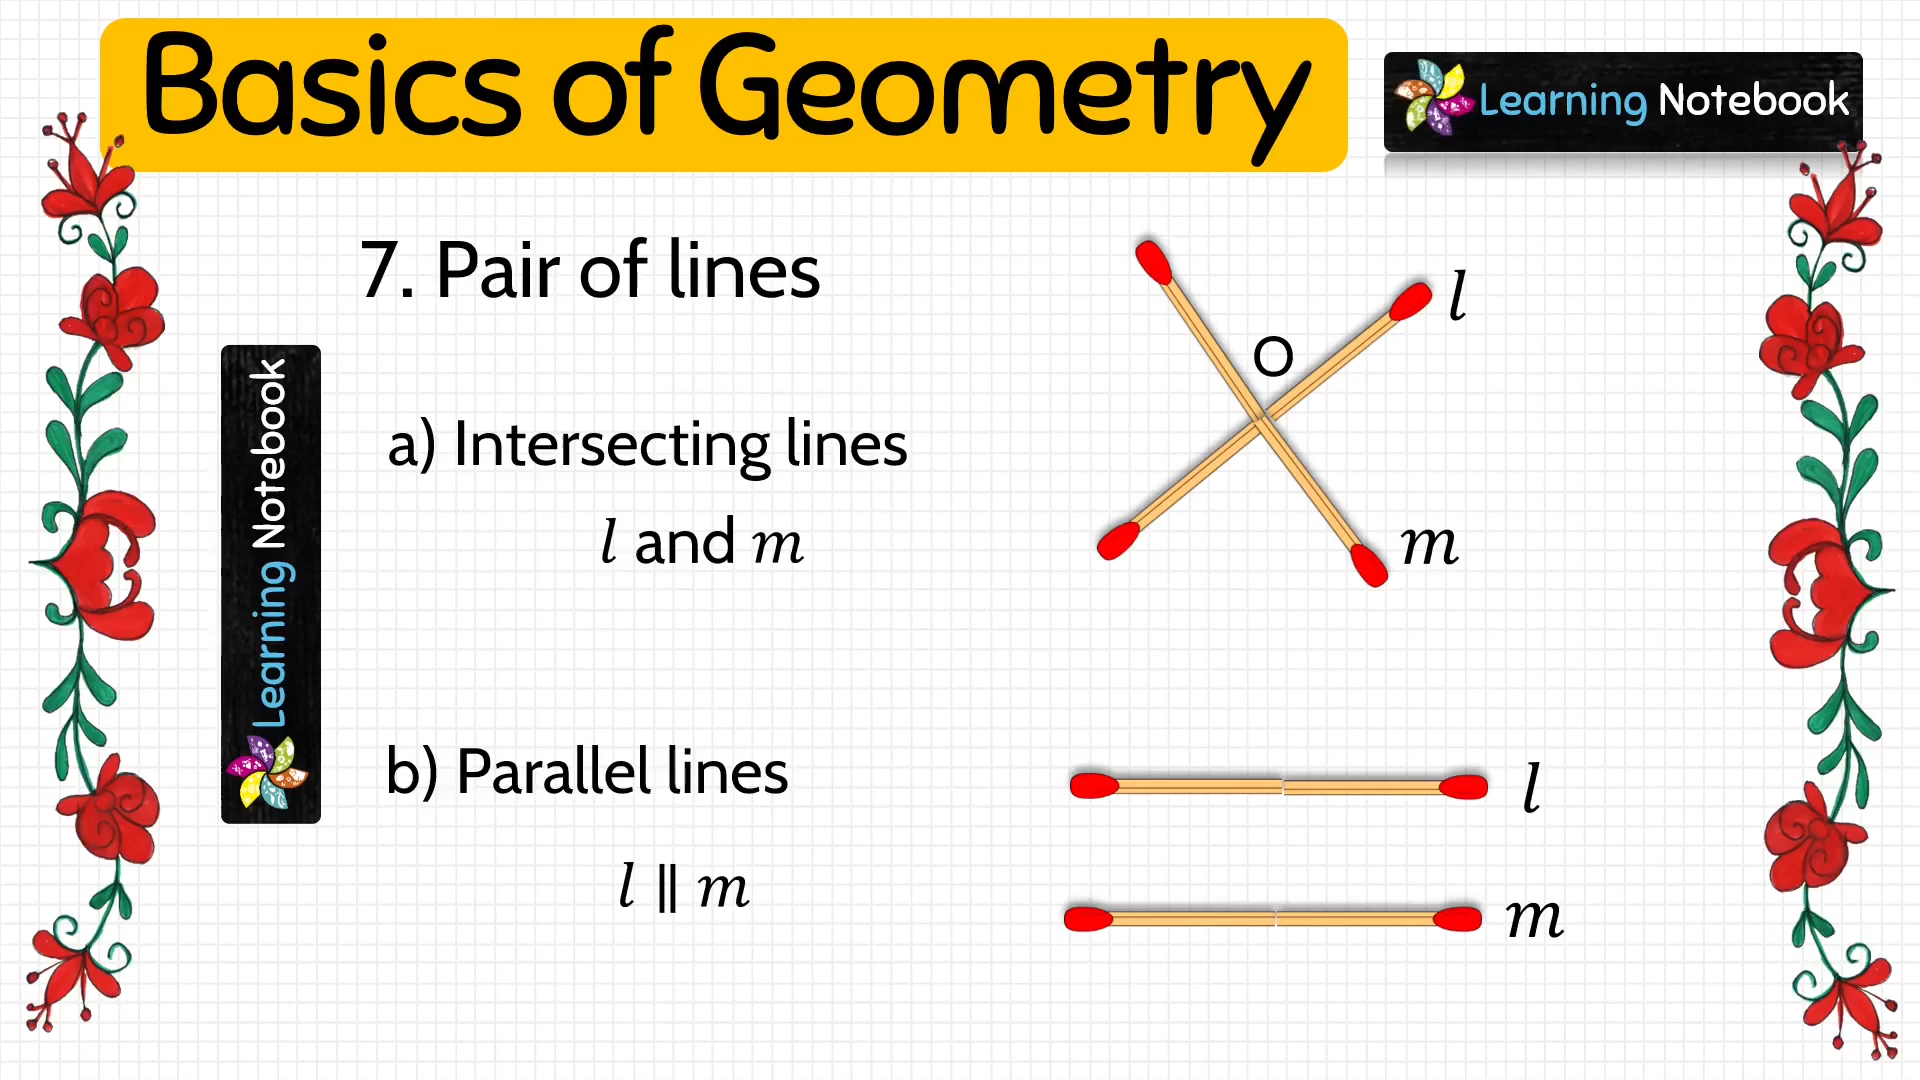 Basics of Geometry
Learning Notebook
7. Pair of lines
l
O
Learning Notebook
a) Intersecting lines
l and m
m
b) Parallel lines
l
l ∥ m
m